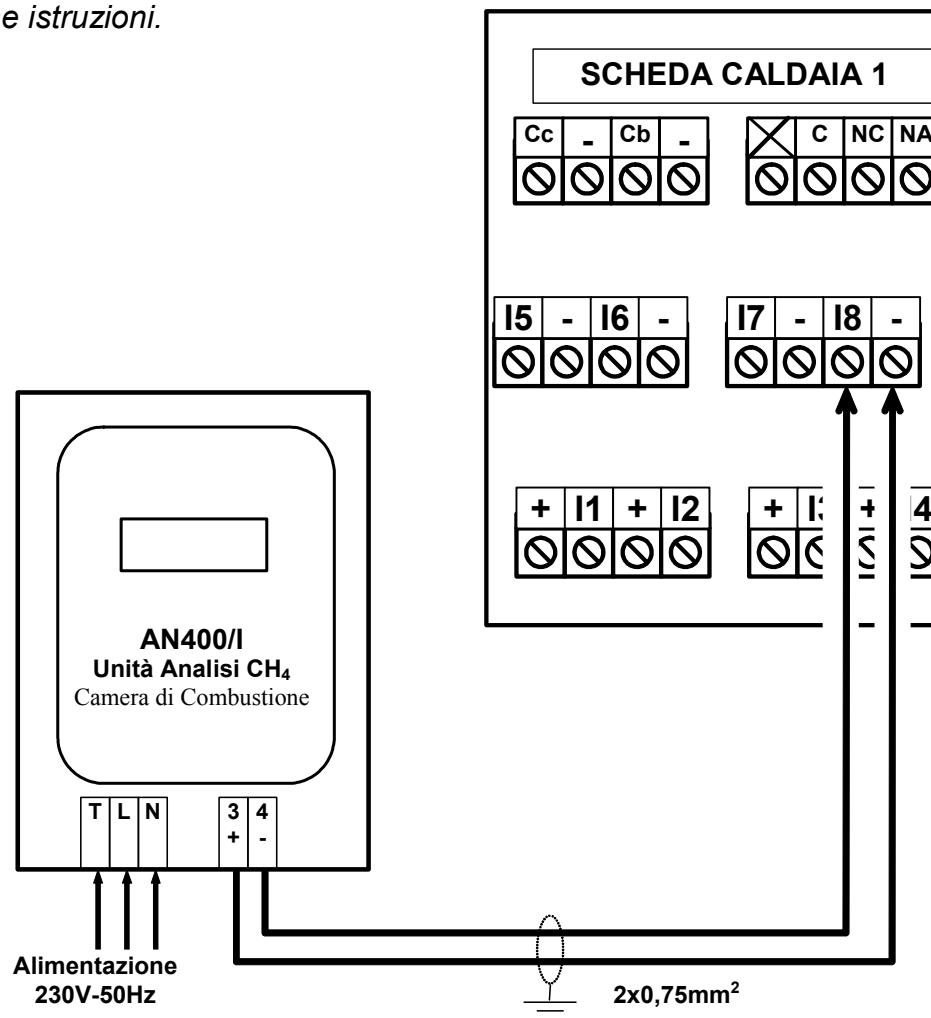 e istruzioni.
SCHEDA CALDAIA 1
Cc - Cb - C NC NA
I5 - I6 - I7 - I8 -
+ I1 + I2 + +
AN400/I
Unità Analisi CH₄
Camera di Combustione
T L N 3 4
+ -
Alimentazione
230V-50Hz
2x0,75mm²